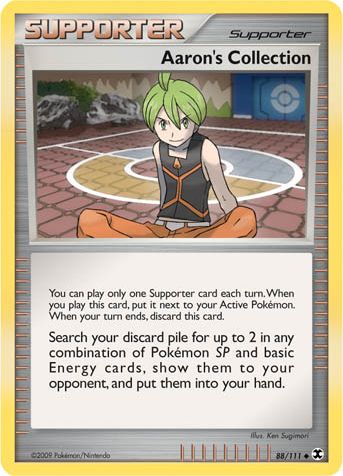 SUPPORTER
Supporter
Aaron's Collection
You can play only one Supporter card each turn. When you
play this card, put it next to your Active Pokémon.
When your turn ends, discard this card.
Search your discard pile for up to 2 in any
combination of Pokémon SP and basic
Energy cards, show them to your
opponent, and put them into your hand.
Illus. Ken Sugimori
©2009 Pokémon/Nintendo
88/111